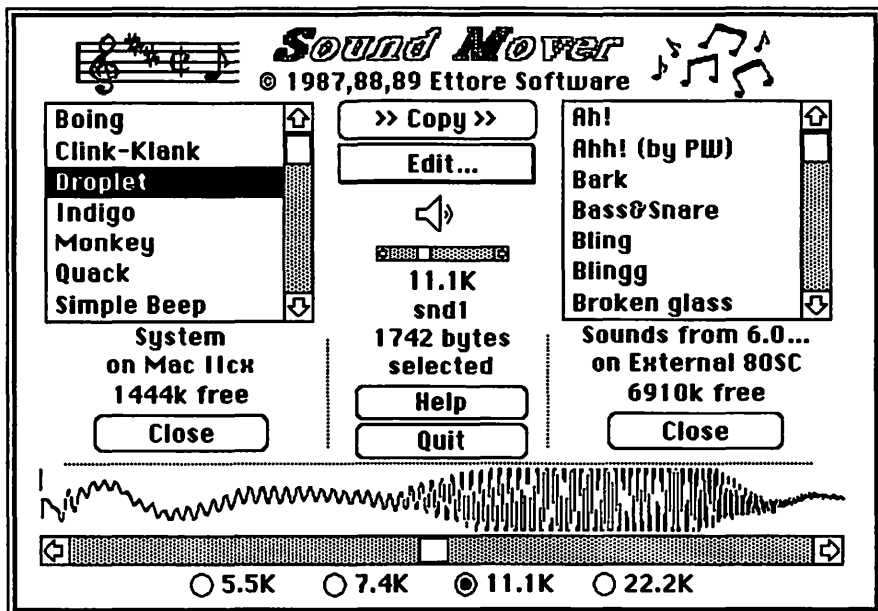 Sound Mover
© 1987,88,89 Ettore Software
Boing
Clink-Klank
Droplet
Indigo
Monkey
Quack
Simple Beep
System
on Mac IIcx
1444k free
Close
>> Copy >>
Edit...
11.1K
snd1
1742 bytes
selected
Help
Quit
Ah!
Ahh! (by PW)
Bark
Bass&Snare
Bling
Blingg
Broken glass
Sounds from 6.0...
on External 80SC
6910k free
Close
5.5K 7.4K 11.1K 22.2K